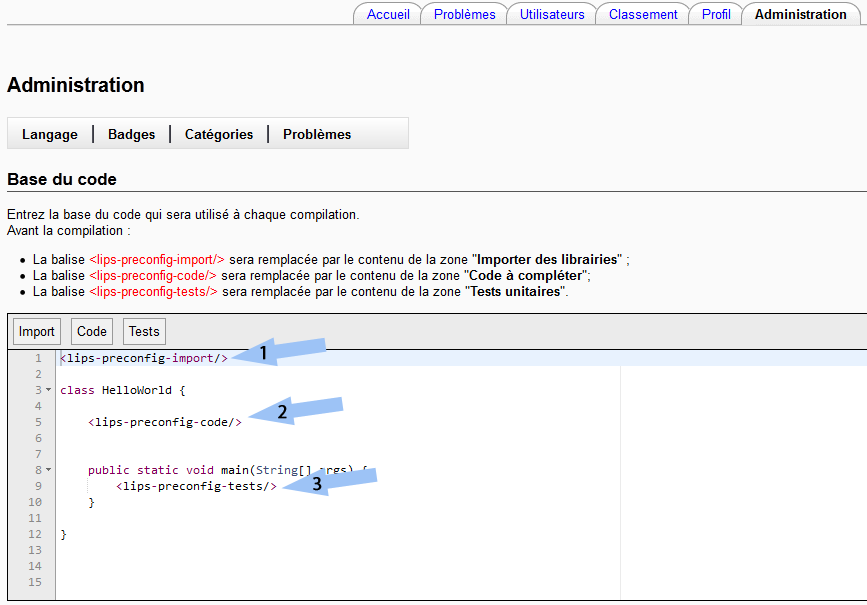 Accueil Problèmes Utilisateurs Classement Profil Administration
Administration
Langage Badges Catégories Problèmes
Base du code
Entrez la base du code qui sera utilisé à chaque compilation.
Avant la compilation :
La balise <lips-preconfig-import/> sera remplacée par le contenu de la zone "Importer des librairies" ;
La balise <lips-preconfig-code/> sera remplacée par le contenu de la zone "Code à compléter";
La balise <lips-preconfig-tests/> sera remplacée par le contenu de la zone "Tests unitaires".
Import Code Tests
1 <lips-preconfig-import/> 1
2
3 class HelloWorld {
4
5 <lips-preconfig-code/> 2
6
7
8 public static void main(String[] args) {
9 <lips-preconfig-tests/> 3
10 }
11
12 }
13
14
15